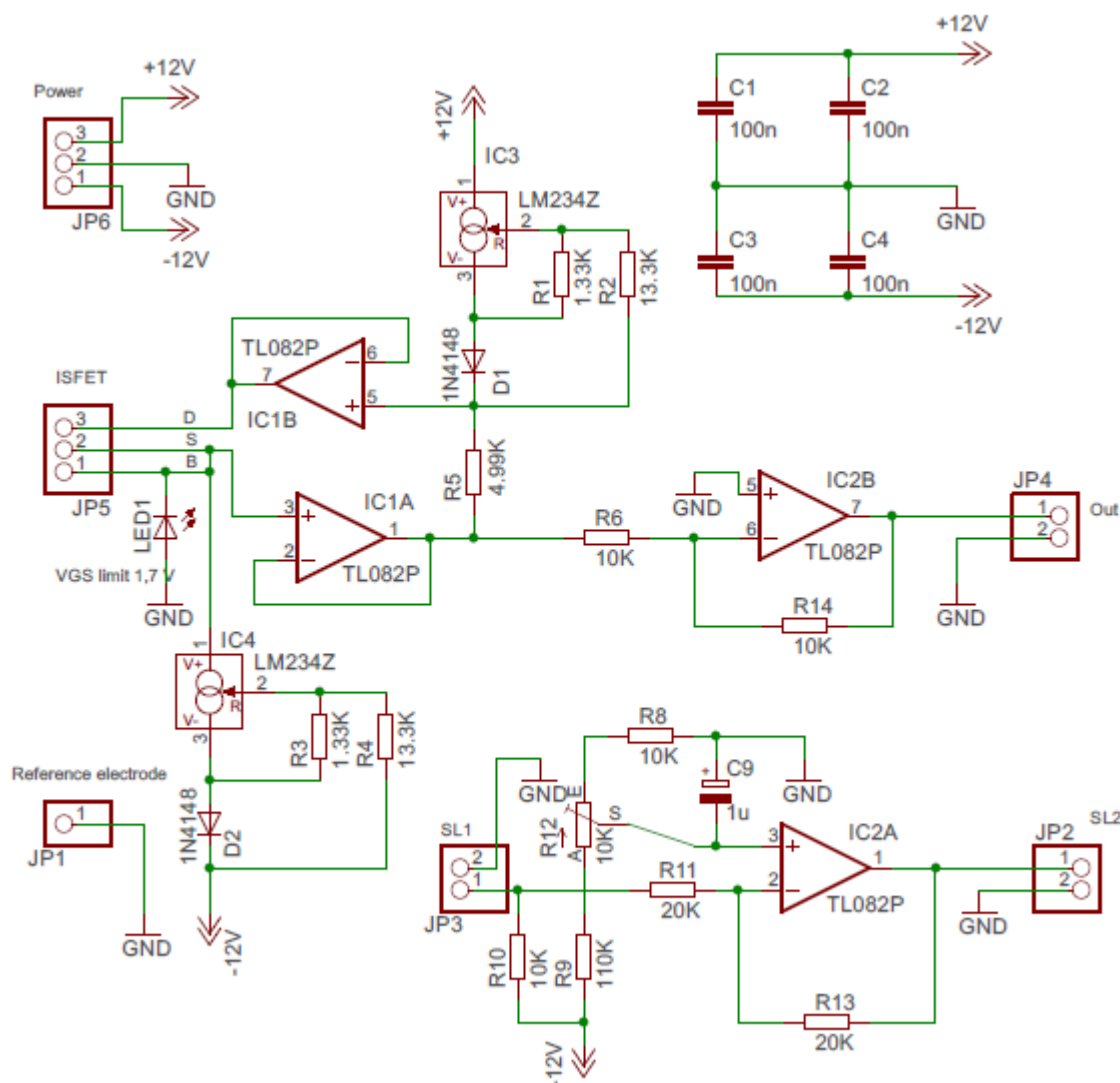 Power
+12V
3
2
1
GND
JP6
-12V
+12V
IC3
1
V+
LM234Z
2
R
V-
3
R1
1.33K
R2
13.3K
+12V
C1
100n
C2
100n
GND
C3
100n
C4
100n
-12V
TL082P
6
7
5
IC1B
1N4148
D1
ISFET
3
D
2
S
1
B
JP5
LED1
VGS limit 1,7 V
GND
R5
4.99K
IC1A
3
1
2
TL082P
R6
10K
GND
5
IC2B
7
6
TL082P
R14
10K
JP4
1
Out
2
GND
1
IC4
V+
LM234Z
2
R
V-
3
R3
1.33K
R4
13.3K
Reference electrode
1
JP1
GND
1N4148
D2
-12V
R8
10K
GND
C9
+
1u
GND
E
S
R12
10K
A
SL1
2
1
JP3
R11
20K
3
IC2A
1
2
TL082P
JP2
SL2
1
2
GND
R10
10K
R9
110K
R13
20K
-12V